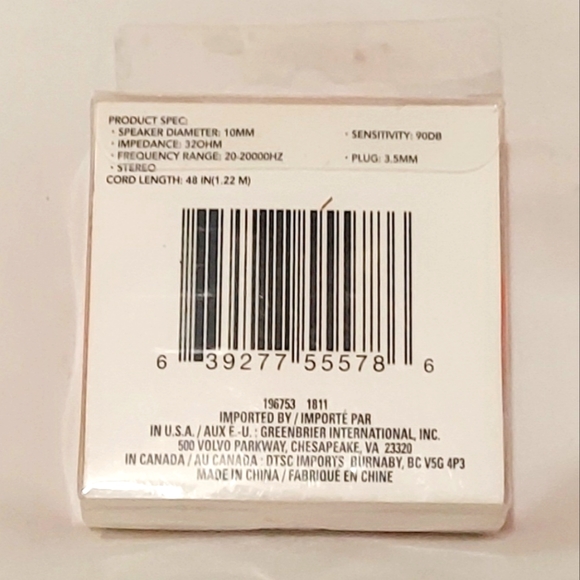 PRODUCT SPEC:
· SPEAKER DIAMETER: 10MM
· SENSITIVITY: 90DB
· IMPEDANCE: 32OHM
· FREQUENCY RANGE: 20-20000HZ
· PLUG: 3.5MM
· STEREO
CORD LENGTH: 48 IN(1.22 M)
6 39277 55578 6
196753 1811
IMPORTED BY / IMPORTÉ PAR
IN U.S.A. / AUX É.-U. : GREENBRIER INTERNATIONAL, INC.
500 VOLVO PARKWAY, CHESAPEAKE, VA 23320
IN CANADA / AU CANADA : DTSC IMPORTS BURNABY, BC V5G 4P3
MADE IN CHINA / FABRIQUÉ EN CHINE